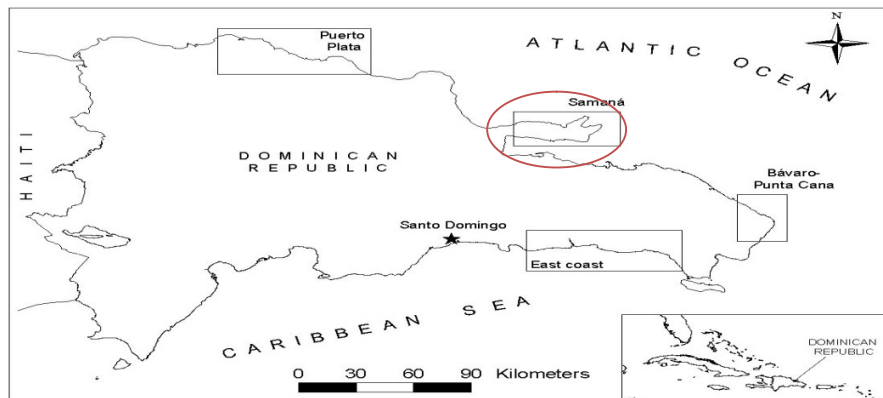 Puerto
Plata
N
ATLANTIC OCEAN
Samaná
HAITI
DOMINICAN
REPUBLIC
Bávaro-
Punta Cana
Santo Domingo
East coast
CARIBBEAN SEA
0 30 60 90 Kilometers
DOMINICAN
REPUBLIC